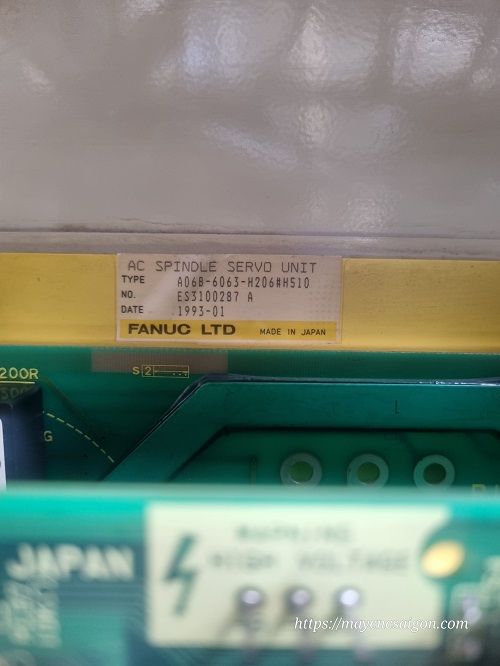 AC SPINDLE SERVO UNIT
TYPE A06B-6063-H206#H510
NO. ES3100287 A
DATE 1993-01
FANUC LTD MADE IN JAPAN
200R
S 2
G
L
JAPAN
WARNING
HIGH VOLTAGE
https://maycncsaigon.com